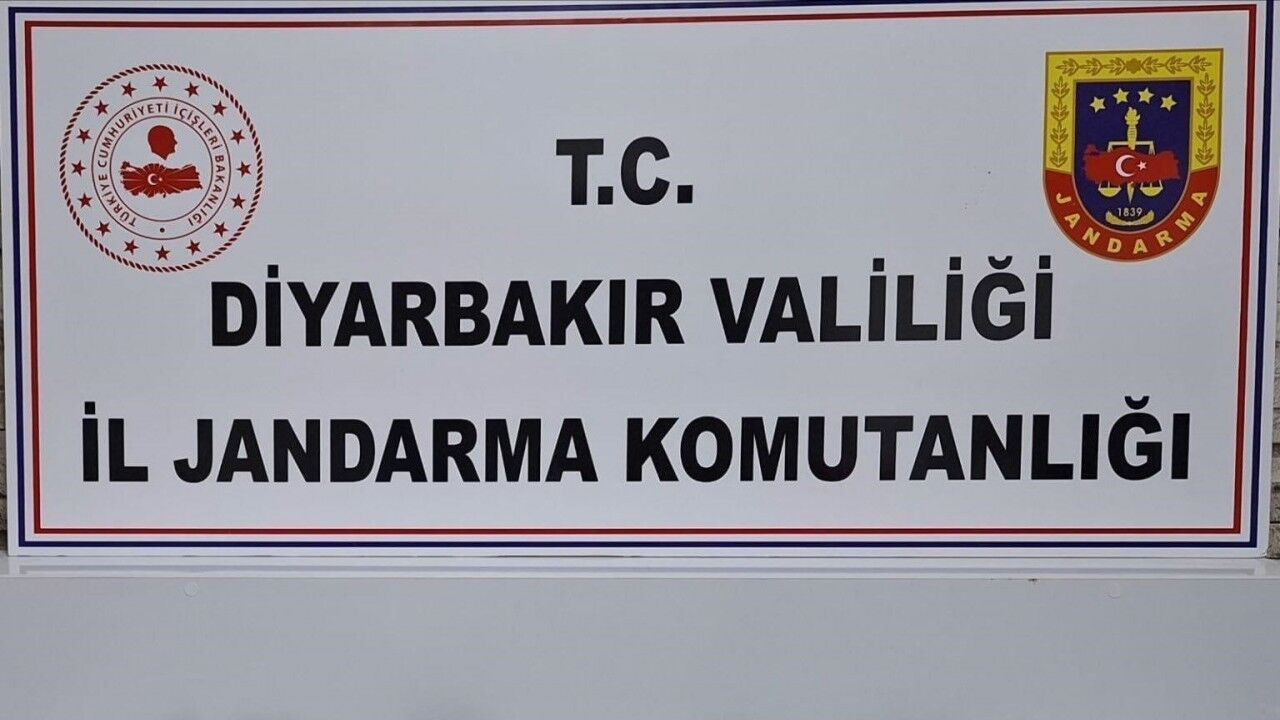 TÜRKİYE CUMHURİYETİ İÇİŞLERİ BAKANLIĞI
T.C.
DİYARBAKIR VALİLİĞİ
İL JANDARMA KOMUTANLIĞI
1839
JANDARMA